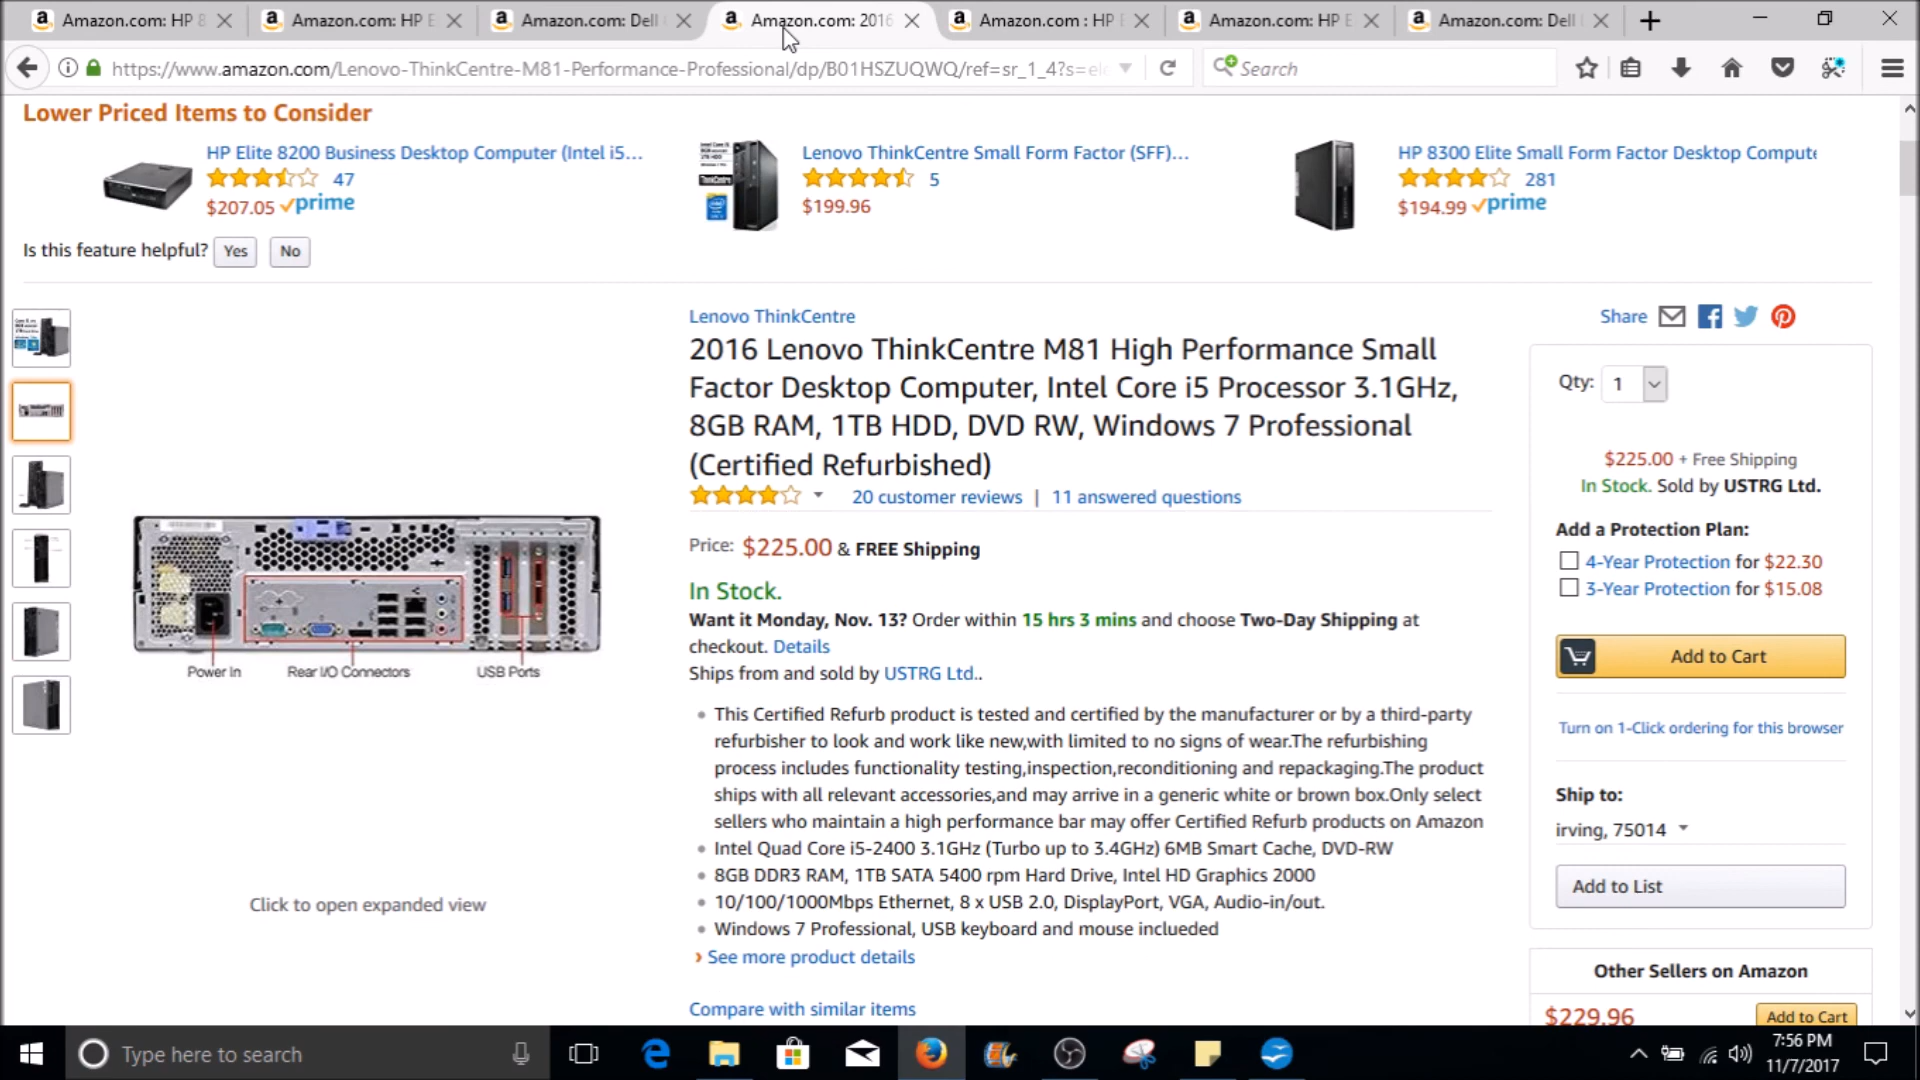 Amazon.com: HP 8
Amazon.com: HP E
Amazon.com: Dell
Amazon.com: 2016
Amazon.com : HP E
Amazon.com: HP E
Amazon.com: Dell
https://www.amazon.com/Lenovo-ThinkCentre-M81-Performance-Professional/dp/B01HSZUQWQ/ref=sr_1_4?s=ele
Search
Lower Priced Items to Consider
HP Elite 8200 Business Desktop Computer (Intel i5...
47
$207.05 prime
Lenovo ThinkCentre Small Form Factor (SFF)...
5
$199.96
HP 8300 Elite Small Form Factor Desktop Compute
281
$194.99 prime
Is this feature helpful? Yes No
Lenovo ThinkCentre
2016 Lenovo ThinkCentre M81 High Performance Small
Factor Desktop Computer, Intel Core i5 Processor 3.1GHz,
8GB RAM, 1TB HDD, DVD RW, Windows 7 Professional
(Certified Refurbished)
20 customer reviews | 11 answered questions
Price: $225.00 & FREE Shipping
In Stock.
Want it Monday, Nov. 13? Order within 15 hrs 3 mins and choose Two-Day Shipping at
checkout. Details
Ships from and sold by USTRG Ltd..
This Certified Refurb product is tested and certified by the manufacturer or by a third-party
refurbisher to look and work like new,with limited to no signs of wear.The refurbishing
process includes functionality testing,inspection,reconditioning and repackaging.The product
ships with all relevant accessories,and may arrive in a generic white or brown box.Only select
sellers who maintain a high performance bar may offer Certified Refurb products on Amazon
Intel Quad Core i5-2400 3.1GHz (Turbo up to 3.4GHz) 6MB Smart Cache, DVD-RW
8GB DDR3 RAM, 1TB SATA 5400 rpm Hard Drive, Intel HD Graphics 2000
10/100/1000Mbps Ethernet, 8 x USB 2.0, DisplayPort, VGA, Audio-in/out.
Windows 7 Professional, USB keyboard and mouse inclueded
› See more product details
Compare with similar items
Power In
Rear I/O Connectors
USB Ports
Click to open expanded view
Share
Qty: 1
$225.00 + Free Shipping
In Stock. Sold by USTRG Ltd.
Add a Protection Plan:
4-Year Protection for $22.30
3-Year Protection for $15.08
Add to Cart
Turn on 1-Click ordering for this browser
Ship to:
irving, 75014
Add to List
Other Sellers on Amazon
$229.96
Add to Cart
Type here to search
7:56 PM
11/7/2017